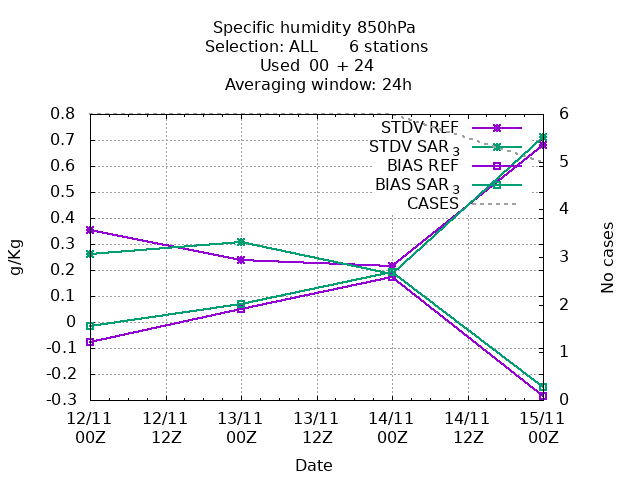 Specific humidity 850hPa
Selection: ALL 6 stations
Used 00 + 24
Averaging window: 24h
STDV REF
STDV SAR 3
BIAS REF
BIAS SAR 3
CASES
0.8
0.7
0.6
0.5
0.4
0.3
0.2
0.1
0
-0.1
-0.2
-0.3
g/Kg
6
5
4
3
2
1
0
No cases
12/11 12/11 13/11 13/11 14/11 14/11 15/11
00Z 12Z 00Z 12Z 00Z 12Z 00Z
Date